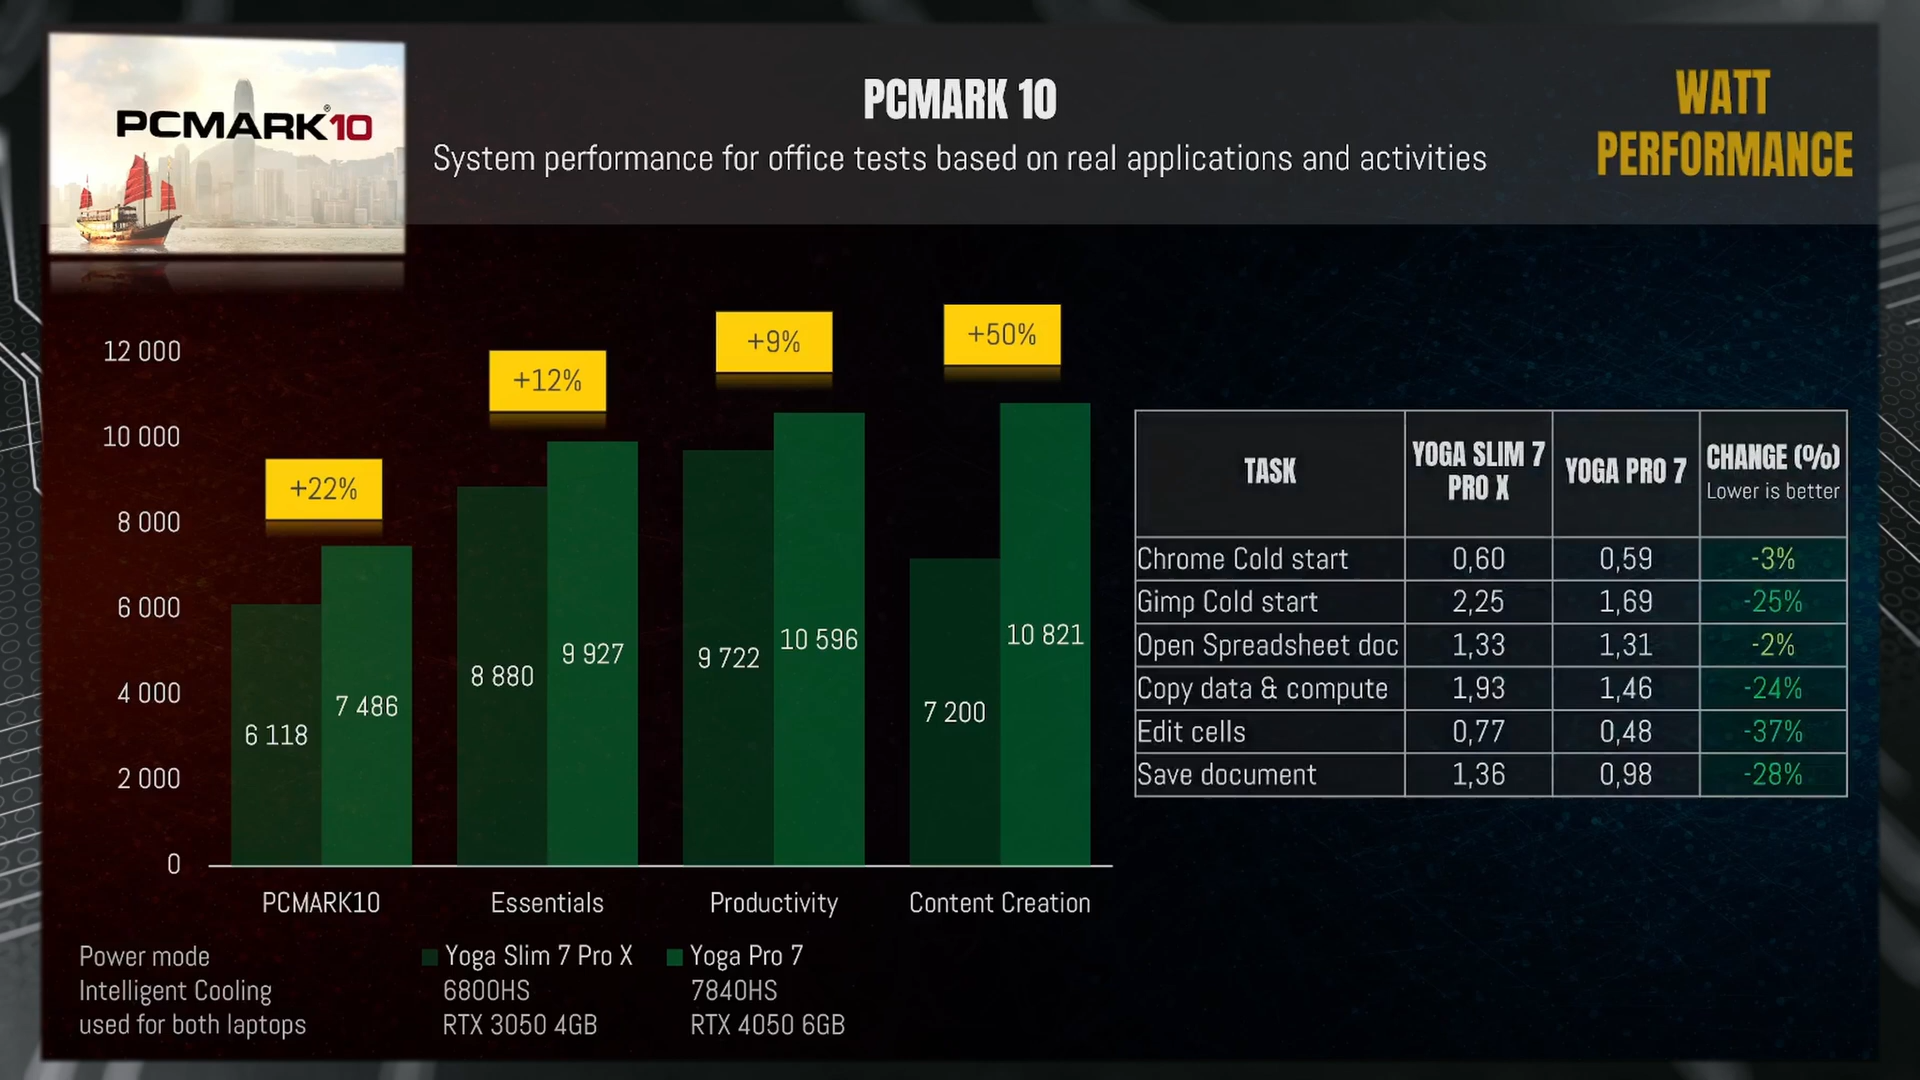 PCMARK®10
PCMARK 10
System performance for office tests based on real applications and activities
WATT
PERFORMANCE
12 000
10 000
8 000
6 000
4 000
2 000
0
+22%
+12%
+9%
+50%
6 118
7 486
8 880
9 927
9 722
10 596
7 200
10 821
PCMARK10
Essentials
Productivity
Content Creation
Power mode
Intelligent Cooling
used for both laptops
Yoga Slim 7 Pro X
6800HS
RTX 3050 4GB
Yoga Pro 7
7840HS
RTX 4050 6GB
TASK YOGA SLIM 7 PRO X YOGA PRO 7 CHANGE (%) Lower is better
Chrome Cold start 0,60 0,59 -3%
Gimp Cold start 2,25 1,69 -25%
Open Spreadsheet doc 1,33 1,31 -2%
Copy data & compute 1,93 1,46 -24%
Edit cells 0,77 0,48 -37%
Save document 1,36 0,98 -28%